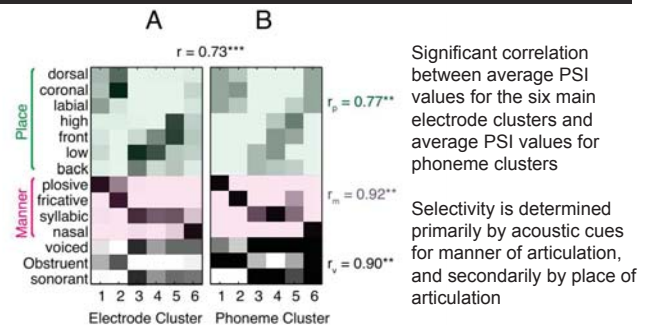 A B
r = 0.73***
Place
dorsal
coronal
labial
high
front
low
back
Manner
plosive
fricative
syllabic
nasal
voiced
Obstruent
sonorant
rp = 0.77**
rm = 0.92**
rv = 0.90**
1 2 3 4 5 6 1 2 3 4 5 6
Electrode Cluster Phoneme Cluster
Significant correlation
between average PSI
values for the six main
electrode clusters and
average PSI values for
phoneme clusters
Selectivity is determined
primarily by acoustic cues
for manner of articulation,
and secondarily by place of
articulation